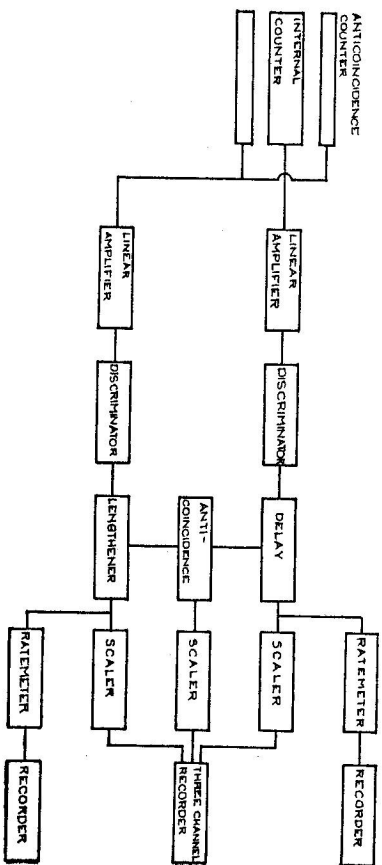 ANTICOINCIDENCE
COUNTER
INTERNAL
COUNTER
LINEAR
AMPLIFIER
LINEAR
AMPLIFIER
DISCRIMINATOR
DISCRIMINATOR
DELAY
ANTI-
COINCIDENCE
LENGTHENER
RATEMETER
SCALER
SCALER
SCALER
RATEMETER
RECORDER
THREE CHANNEL
RECORDER
RECORDER